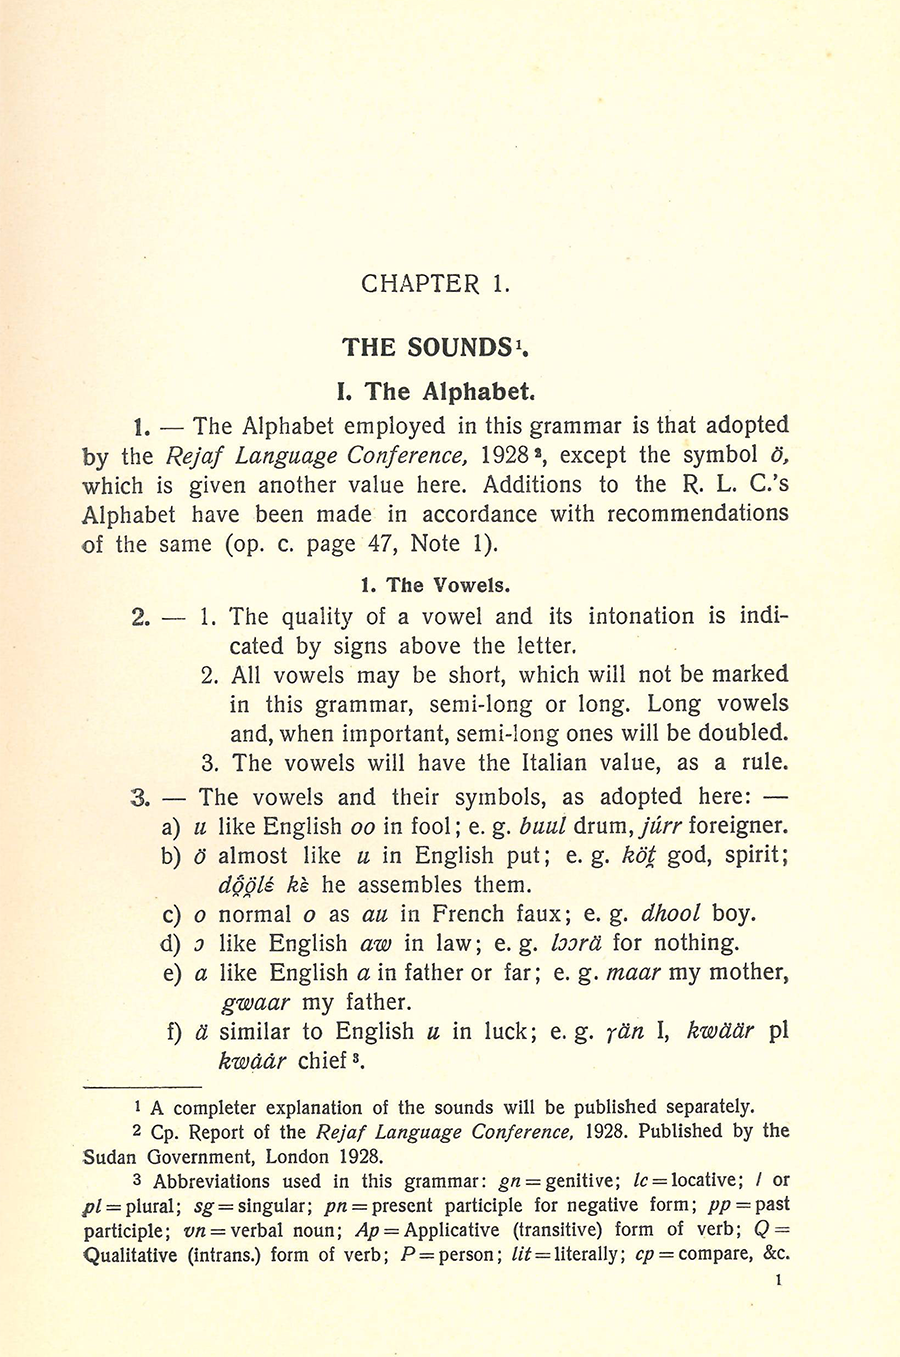 CHAPTER 1.
THE SOUNDS¹.
I. The Alphabet.
1. — The Alphabet employed in this grammar is that adopted
by the Rejaf Language Conference, 1928 ², except the symbol ö,
which is given another value here. Additions to the R. L. C.'s
Alphabet have been made in accordance with recommendations
of the same (op. c. page 47, Note 1).
1. The Vowels.
2. — 1. The quality of a vowel and its intonation is indi-
cated by signs above the letter.
2. All vowels may be short, which will not be marked
in this grammar, semi-long or long. Long vowels
and, when important, semi-long ones will be doubled.
3. The vowels will have the Italian value, as a rule.
3. — The vowels and their symbols, as adopted here: —
a) u like English oo in fool; e. g. buul drum, júrr foreigner.
b) ö almost like u in English put; e. g. köţ god, spirit;
he assembles them.
c) o normal o as au in French faux; e. g. dhool boy.
d) ɔ like English aw in law; e. g. lɔɔrä for nothing.
e) a like English a in father or far; e. g. maar my mother,
gwaar my father.
f) ä similar to English u in luck; e. g. ɤän I, kwäär pl
chief ³.
1 A completer explanation of the sounds will be published separately.
2 Cp. Report of the Rejaf Language Conference, 1928. Published by the
Sudan Government, London 1928.
3 Abbreviations used in this grammar: gn = genitive; lc = locative; / or
pl = plural; sg = singular; pn = present participle for negative form; pp = past
participle; vn = verbal noun; Ap = Applicative (transitive) form of verb; Q =
Qualitative (intrans.) form of verb; P = person; lit = literally; cp = compare, &c.
1